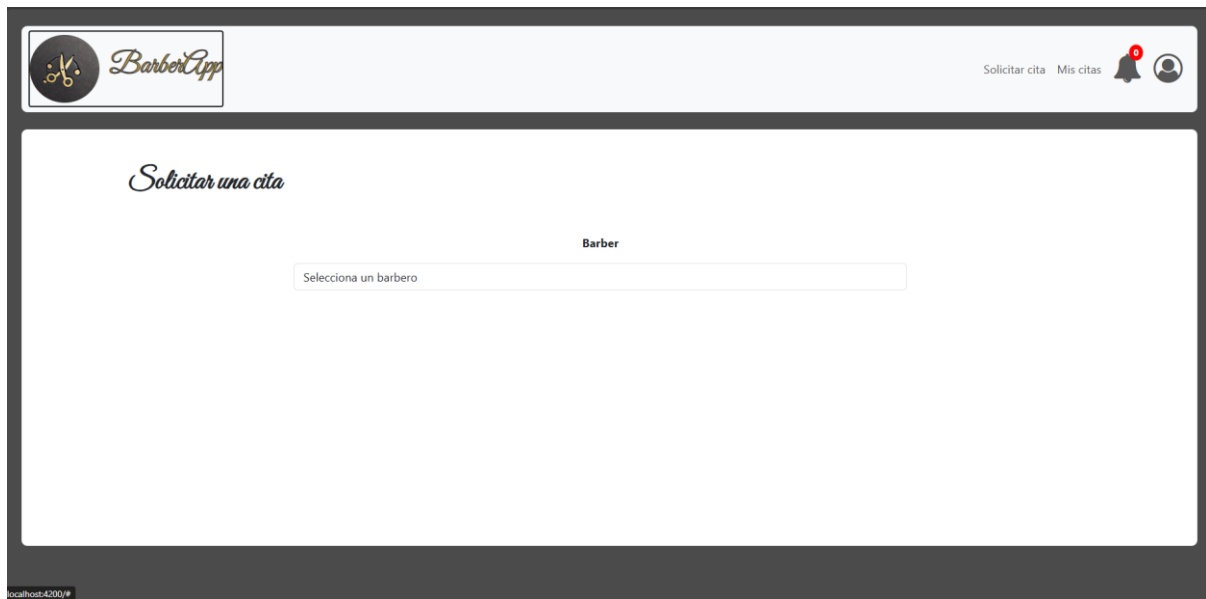 BarberApp
Solicitar cita Mis citas 0
Solicitar una cita
Barber
Selecciona un barbero
localhost:4200/#